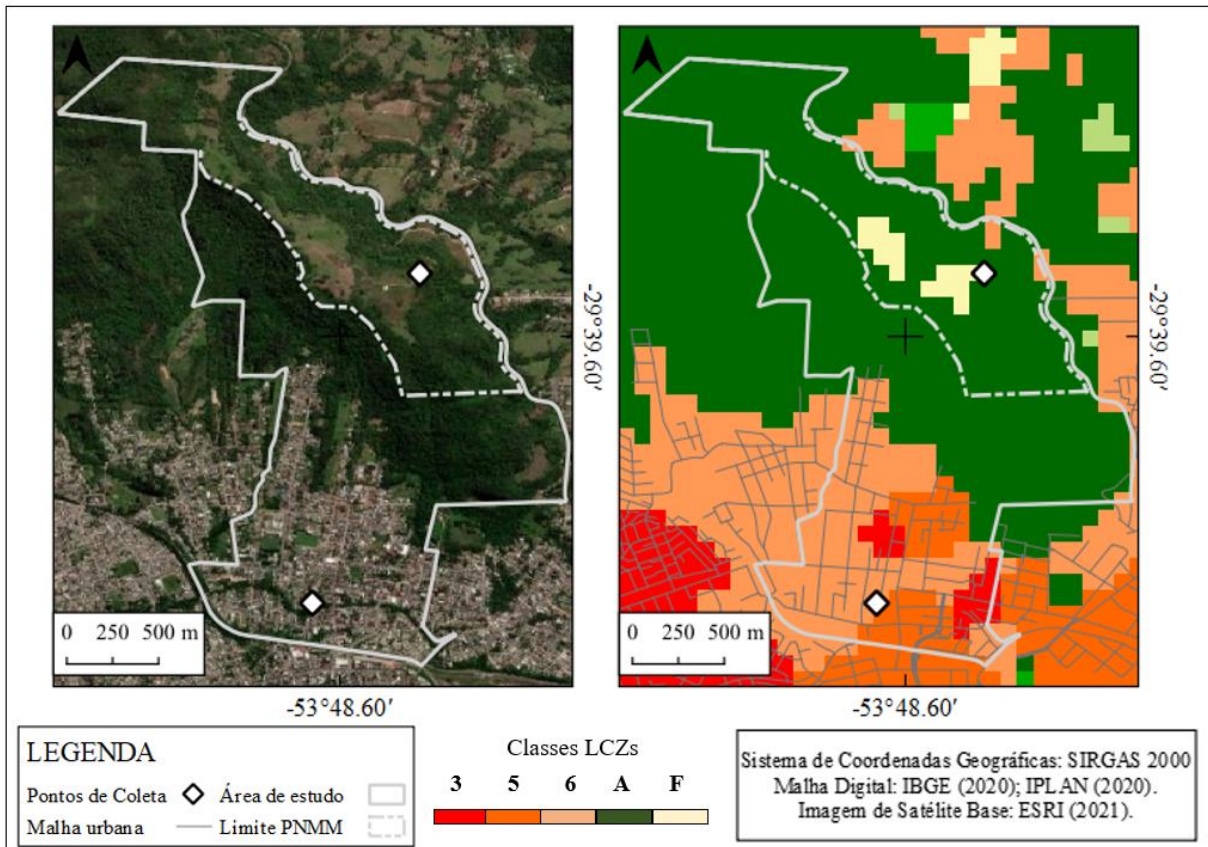 -29°39.60'
-29°39.60'
0 250 500 m
0 250 500 m
-53°48.60'
-53°48.60'
LEGENDA
Pontos de Coleta Área de estudo
Malha urbana Limite PNMM
Classes LCZs
3 5 6 A F
Sistema de Coordenadas Geográficas: SIRGAS 2000
Malha Digital: IBGE (2020); IPLAN (2020).
Imagem de Satélite Base: ESRI (2021).